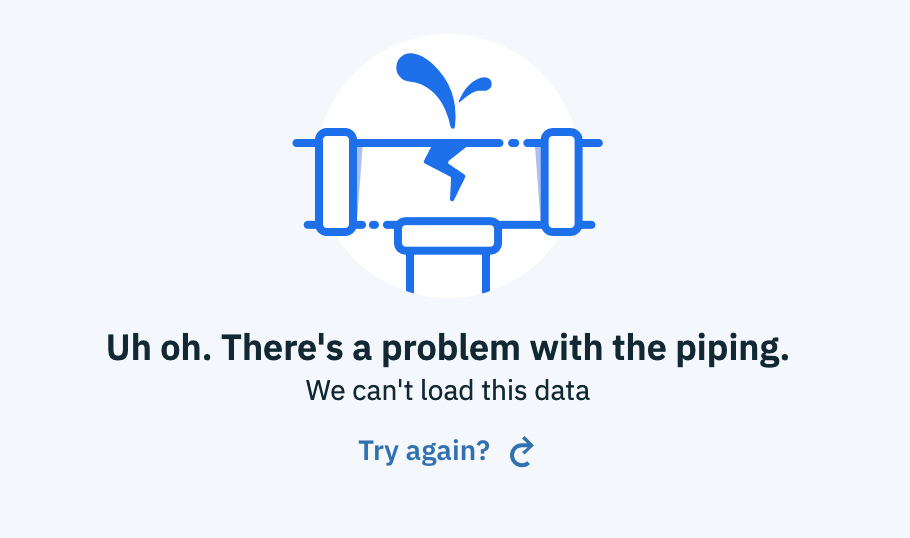 Uh oh. There's a problem with the piping.
We can't load this data
Try again?